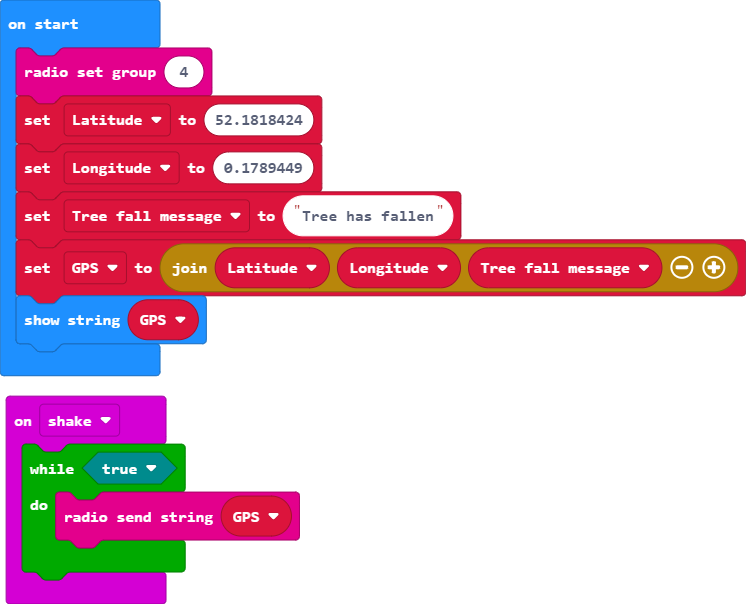 on start
radio set group 4
set Latitude to 52.1818424
set Longitude to 0.1789449
set Tree fall message to "Tree has fallen"
set GPS to join Latitude Longitude Tree fall message
show string GPS
on shake
while true
do
radio send string GPS